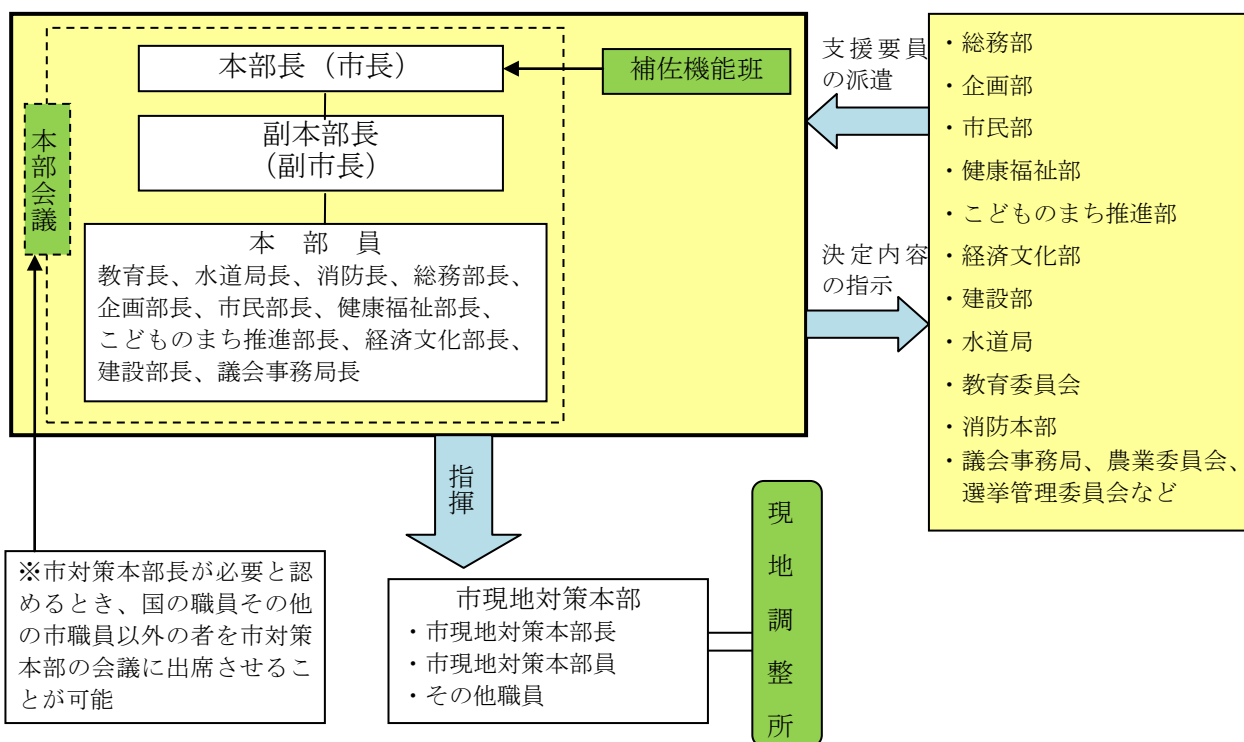 本部長（市長）
補佐機能班
副本部長
(副市長）
本部会議
本　部　員
教育長、水道局長、消防長、総務部長、
企画部長、市民部長、健康福祉部長、
こどものまち推進部長、経済文化部長、
建設部長、議会事務局長
支援要員
の派遣
決定内容
の指示
・総務部
・企画部
・市民部
・健康福祉部
・こどものまち推進部
・経済文化部
・建設部
・水道局
・教育委員会
・消防本部
・議会事務局、農業委員会、
選挙管理委員会など
指揮
※市対策本部長が必要と認
めるとき、国の職員その他
の市職員以外の者を市対策
本部の会議に出席させるこ
とが可能
市現地対策本部
・市現地対策本部長
・市現地対策本部員
・その他職員
現地調整所